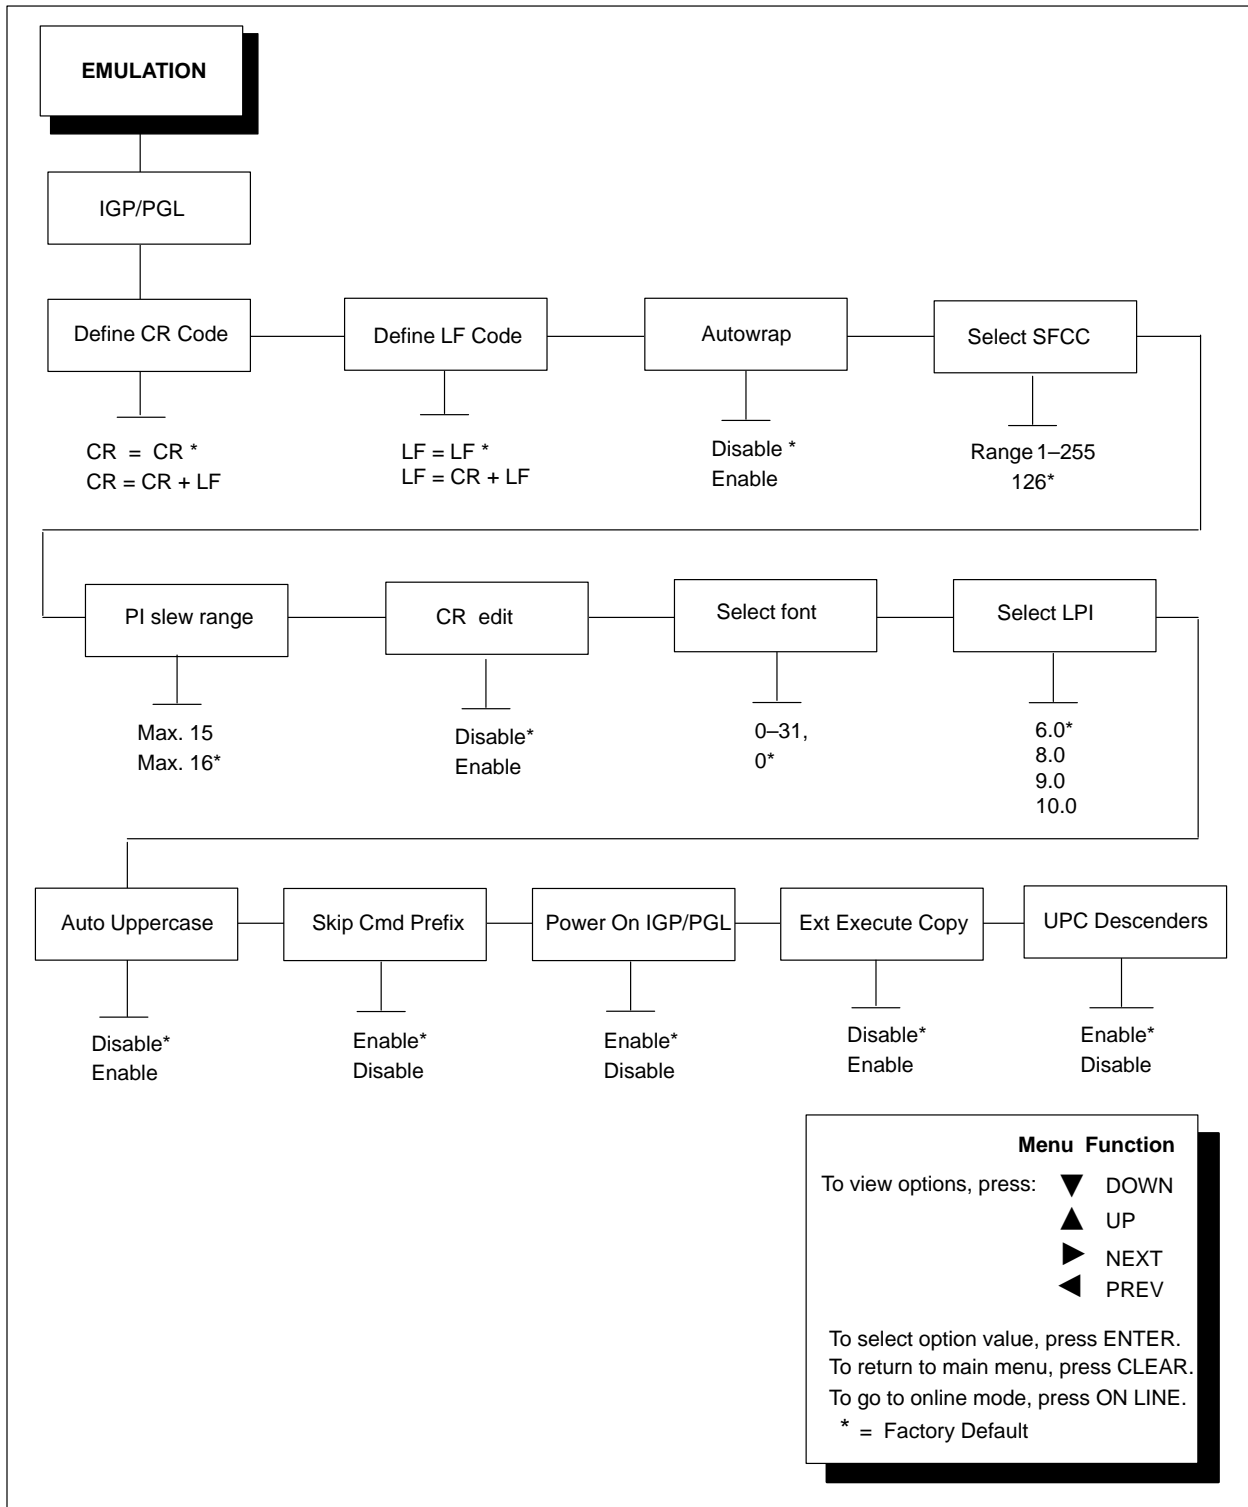 EMULATION
IGP/PGL
Define CR Code
CR = CR *
CR = CR + LF
Define LF Code
LF = LF *
LF = CR + LF
Autowrap
Disable *
Enable
Select SFCC
Range 1–255
126*
PI slew range
Max. 15
Max. 16*
CR edit
Disable*
Enable
Select font
0–31,
0*
Select LPI
6.0*
8.0
9.0
10.0
Auto Uppercase
Disable*
Enable
Skip Cmd Prefix
Enable*
Disable
Power On IGP/PGL
Enable*
Disable
Ext Execute Copy
Disable*
Enable
UPC Descenders
Enable*
Disable
Menu Function
To view options, press: ▼ DOWN
▲ UP
► NEXT
◄ PREV
To select option value, press ENTER.
To return to main menu, press CLEAR.
To go to online mode, press ON LINE.
* = Factory Default